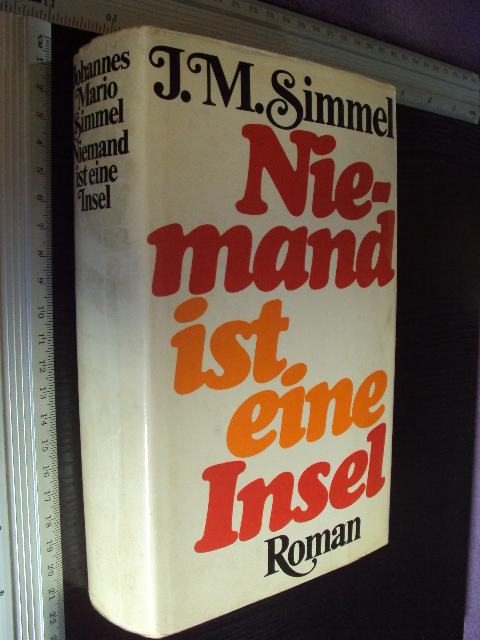 Johannes
Mario
Simmel
Niemand
ist eine
Insel
J.M.Simmel
Nie-
mand
ist
eine
Insel
Roman